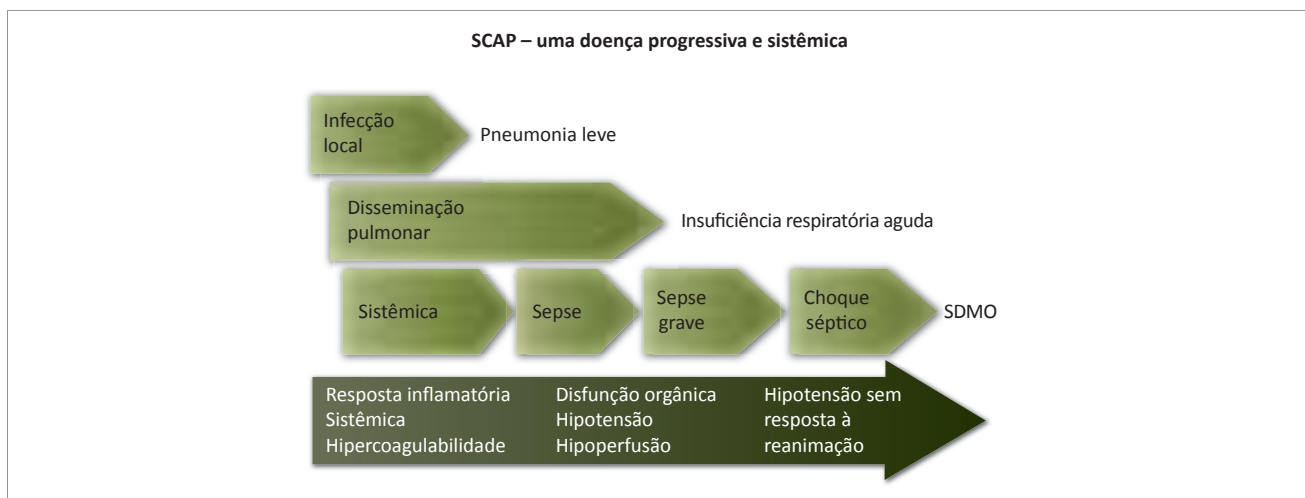 SCAP – uma doença progressiva e sistêmica
Infecção
local
Pneumonia leve
Disseminação
pulmonar
Insuficiência respiratória aguda
Sistêmica
Sepse
Sepse
grave
Choque
séptico
SDMO
Resposta inflamatória
Sistêmica
Hipercoagulabilidade
Disfunção orgânica
Hipotensão
Hipoperfusão
Hipotensão sem
resposta à
reanimação